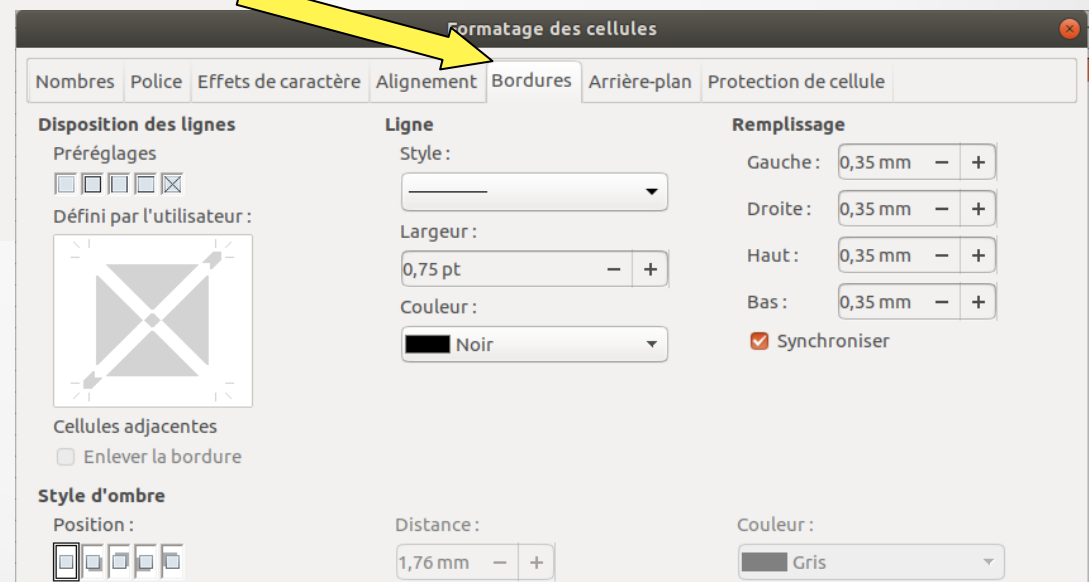 Formatage des cellules
Nombres Police Effets de caractère Alignement Bordures Arrière-plan Protection de cellule
Disposition des lignes
Préréglages
Défini par l'utilisateur :
Cellules adjacentes
Enlever la bordure
Ligne
Style :
Largeur :
0,75 pt − +
Couleur :
Noir
Remplissage
Gauche : 0,35 mm − +
Droite : 0,35 mm − +
Haut : 0,35 mm − +
Bas : 0,35 mm − +
Synchroniser
Style d'ombre
Position :
Distance :
1,76 mm − +
Couleur :
Gris